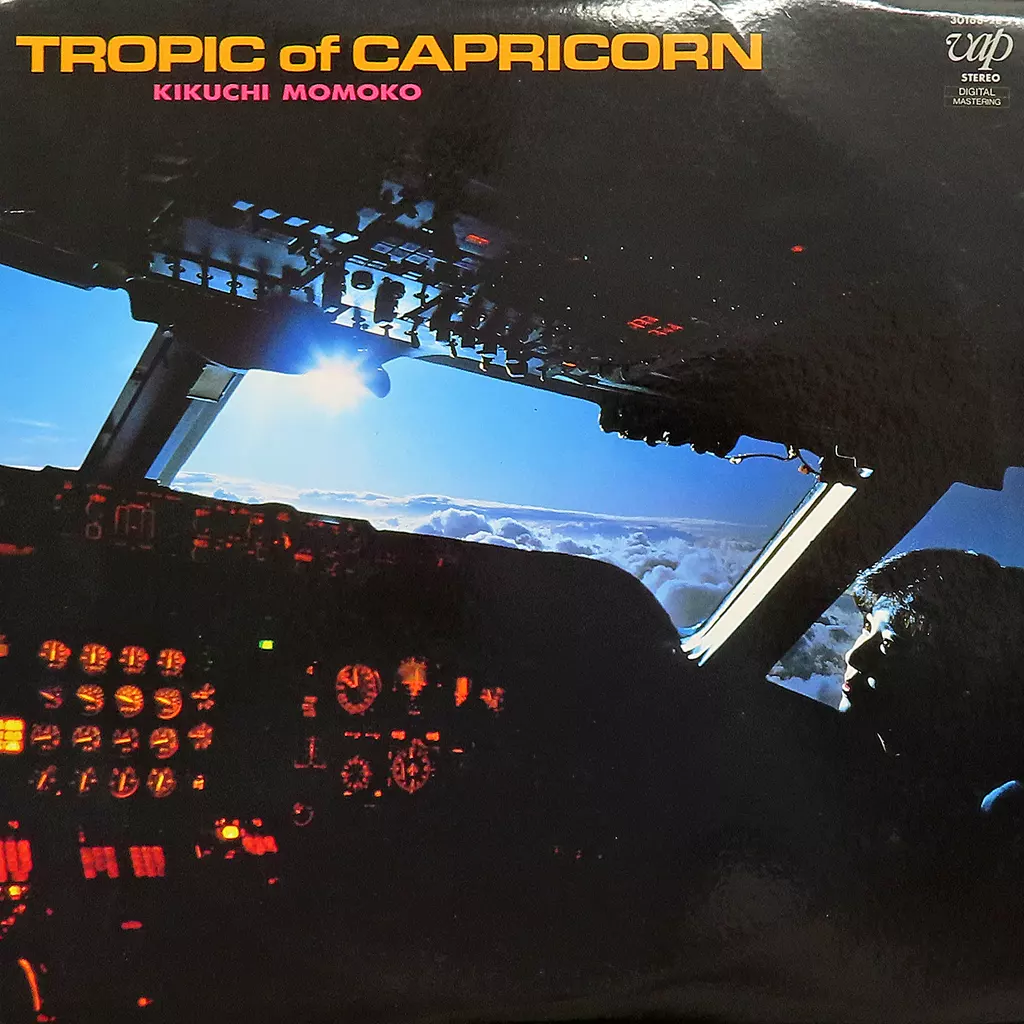 TROPIC of CAPRICORN
KIKUCHI MOMOKO
vap
STEREO
DIGITAL
MASTERING